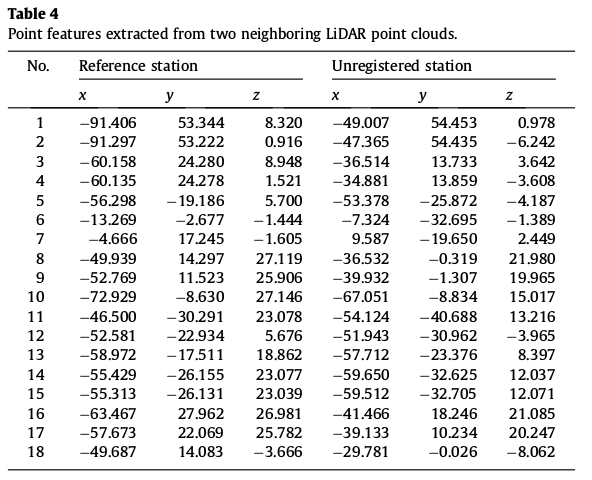 Table 4
Point features extracted from two neighboring LiDAR point clouds.
No. Reference station Unregistered station
x y z x y z
1 −91.406 53.344 8.320 −49.007 54.453 0.978
2 −91.297 53.222 0.916 −47.365 54.435 −6.242
3 −60.158 24.280 8.948 −36.514 13.733 3.642
4 −60.135 24.278 1.521 −34.881 13.859 −3.608
5 −56.298 −19.186 5.700 −53.378 −25.872 −4.187
6 −13.269 −2.677 −1.444 −7.324 −32.695 −1.389
7 −4.666 17.245 −1.605 9.587 −19.650 2.449
8 −49.939 14.297 27.119 −36.532 −0.319 21.980
9 −52.769 11.523 25.906 −39.932 −1.307 19.965
10 −72.929 −8.630 27.146 −67.051 −8.834 15.017
11 −46.500 −30.291 23.078 −54.124 −40.688 13.216
12 −52.581 −22.934 5.676 −51.943 −30.962 −3.965
13 −58.972 −17.511 18.862 −57.712 −23.376 8.397
14 −55.429 −26.155 23.077 −59.650 −32.625 12.037
15 −55.313 −26.131 23.039 −59.512 −32.705 12.071
16 −63.467 27.962 26.981 −41.466 18.246 21.085
17 −57.673 22.069 25.782 −39.133 10.234 20.247
18 −49.687 14.083 −3.666 −29.781 −0.026 −8.062